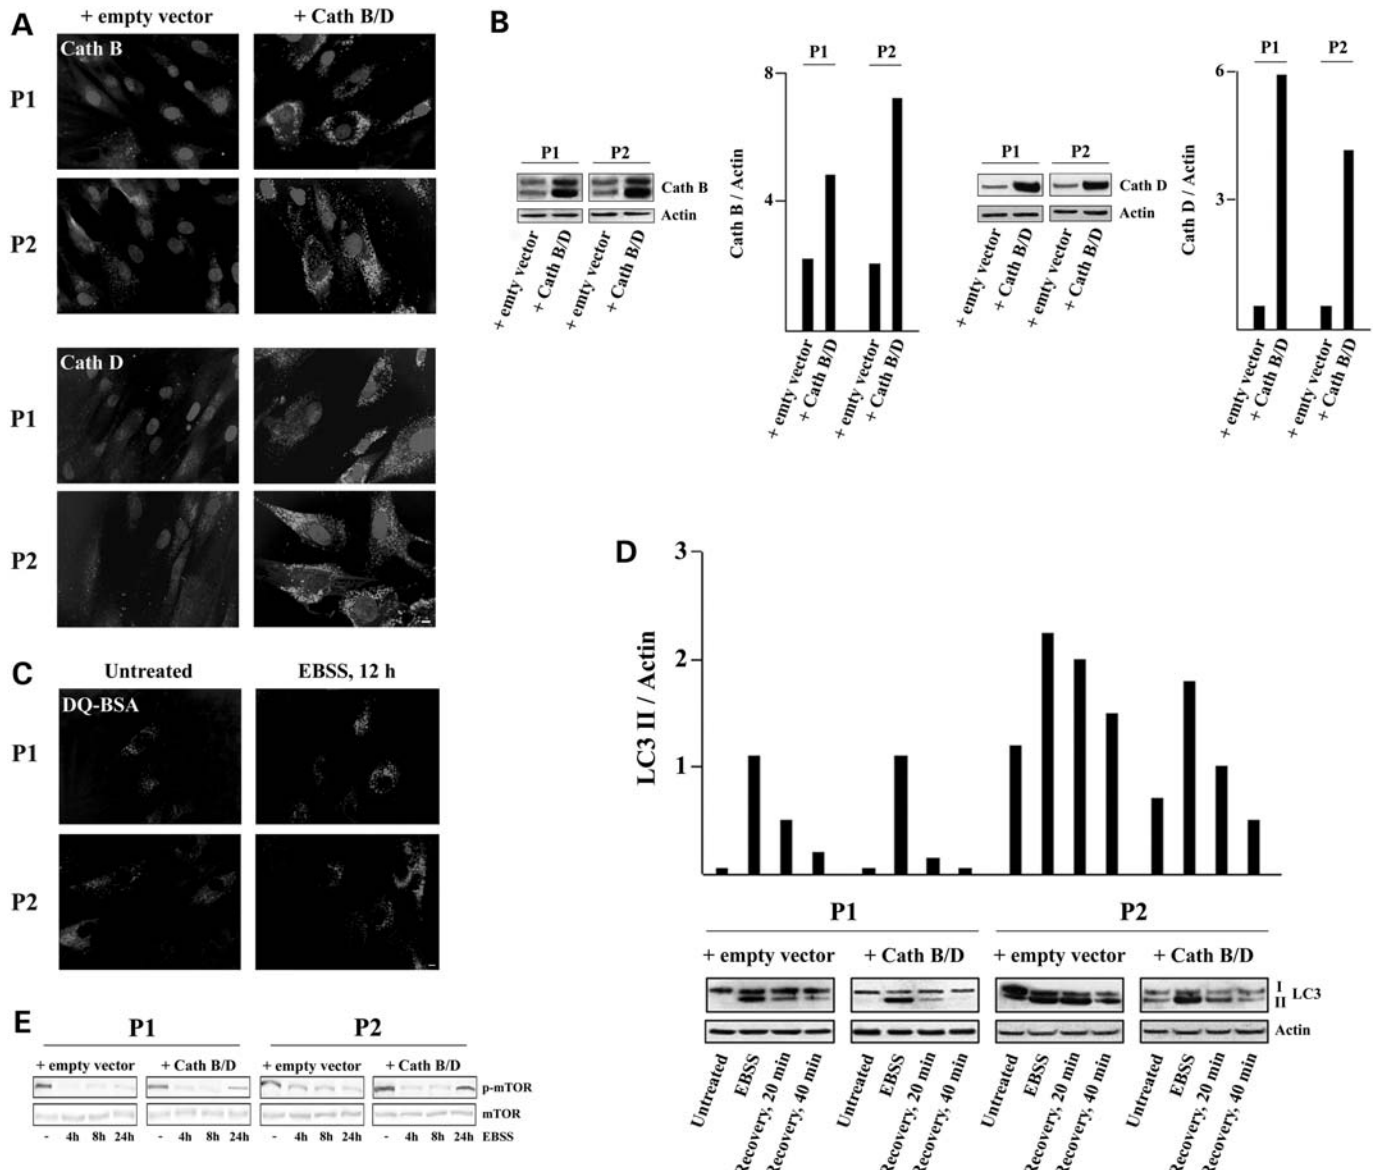 A
+ empty vector
+ Cath B/D
Cath B
P1
P2
Cath D
P1
P2
B
P1
P2
Cath B
Actin
+ emty vector
+ Cath B/D
+ emty vector
+ Cath B/D
Cath B / Actin
8
4
P1
P2
+ emty vector
+ Cath B/D
+ emty vector
+ Cath B/D
P1
P2
Cath D
Actin
+ emty vector
+ Cath B/D
+ emty vector
+ Cath B/D
Cath D / Actin
6
3
P1
P2
+ emty vector
+ Cath B/D
+ emty vector
+ Cath B/D
C
Untreated
EBSS, 12 h
DQ-BSA
P1
P2
D
LC3 II / Actin
3
2
1
P1
P2
+ empty vector
+ Cath B/D
+ empty vector
+ Cath B/D
I
II
LC3
Actin
Untreated
EBSS
Recovery, 20 min
Recovery, 40 min
Untreated
EBSS
Recovery, 20 min
Recovery, 40 min
Untreated
EBSS
Recovery, 20 min
Recovery, 40 min
Untreated
EBSS
Recovery, 20 min
Recovery, 40 min
E
P1
P2
+ empty vector
+ Cath B/D
+ empty vector
+ Cath B/D
p-mTOR
mTOR
- 4h 8h 24h - 4h 8h 24h - 4h 8h 24h - 4h 8h 24h EBSS